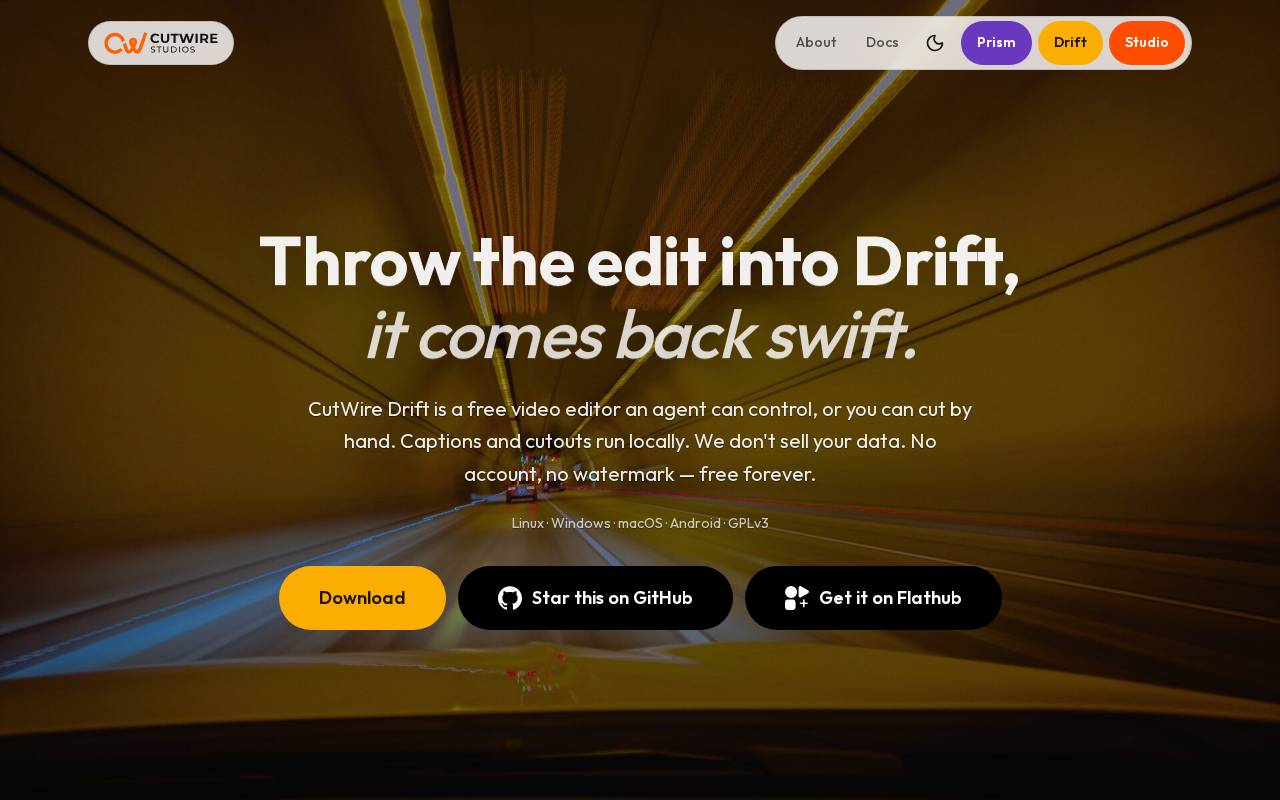 CW CUTWIRE
STUDIOS
About Docs Prism Drift Studio
Throw the edit into Drift,
it comes back swift.
CutWire Drift is a free video editor an agent can control, or you can cut by
hand. Captions and cutouts run locally. We don't sell your data. No
account, no watermark — free forever.
Linux · Windows · macOS · Android · GPLv3
Download Star this on GitHub Get it on Flathub